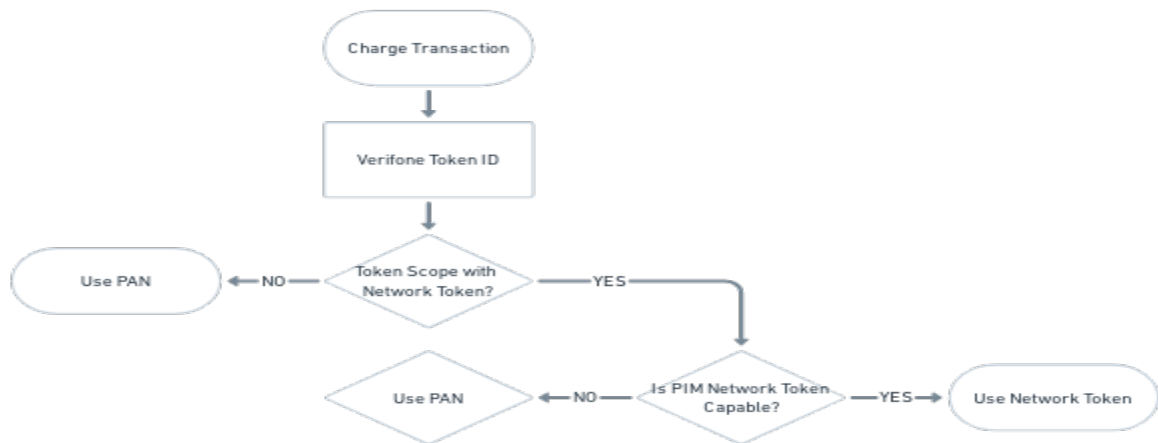 Charge Transaction
Verifone Token ID
Token Scope with
Network Token?
NO
Use PAN
YES
Is PIM Network Token
Capable?
NO
Use PAN
YES
Use Network Token